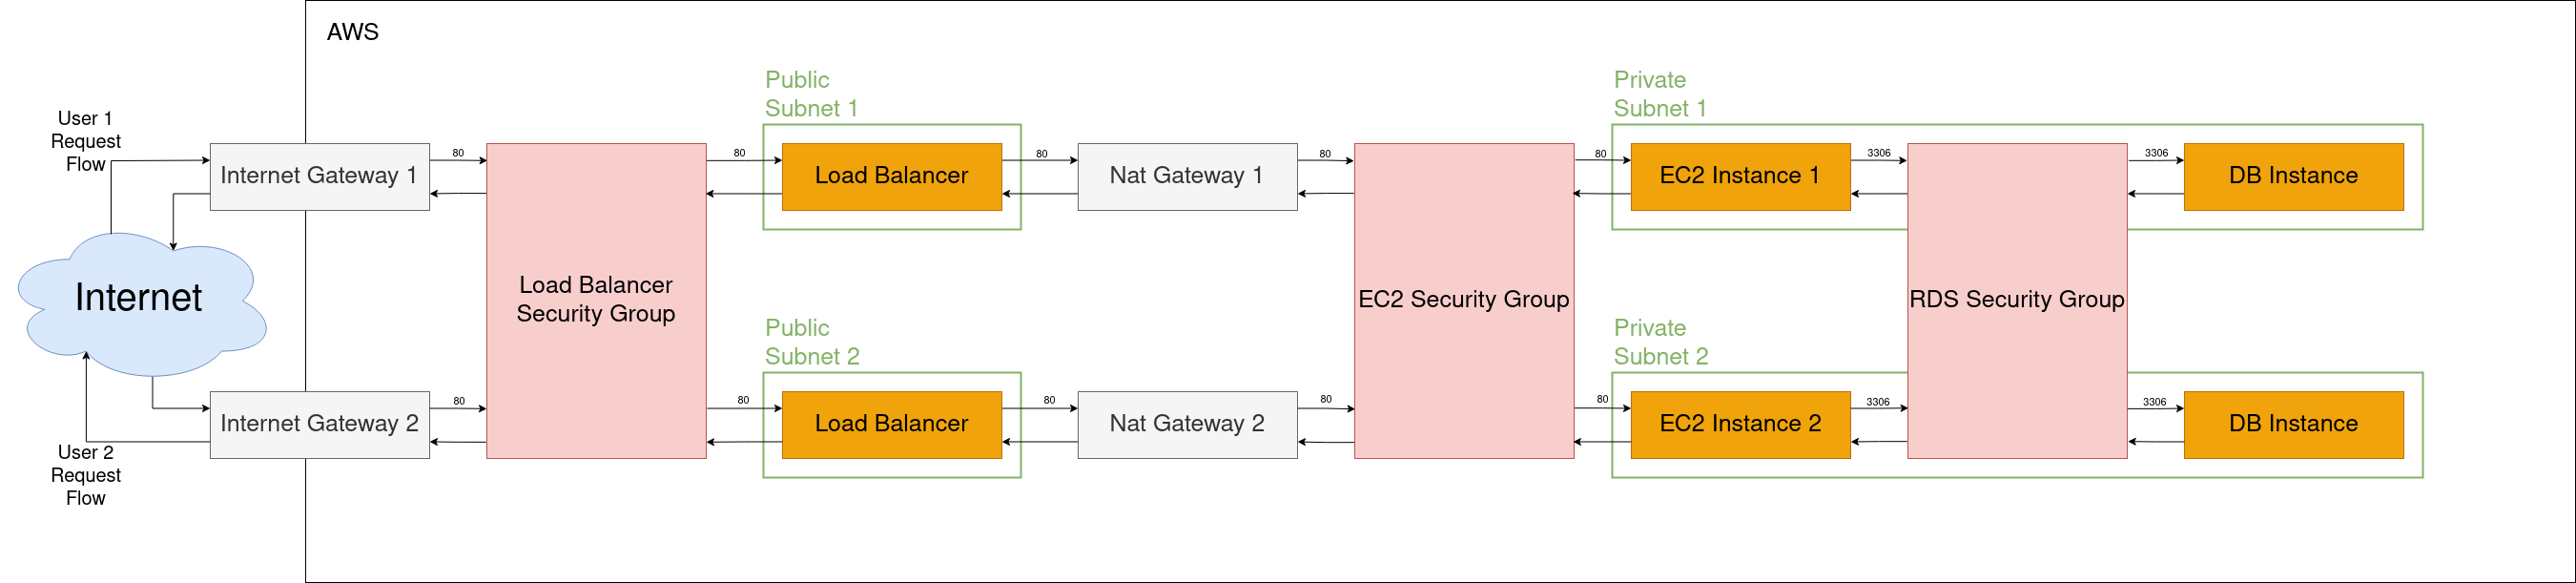 AWS
Public
Subnet 1
Private
Subnet 1
User 1
Request
Flow
Internet Gateway 1
80
80
Load Balancer
80
Nat Gateway 1
80
80
EC2 Instance 1
3306
3306
DB Instance
Internet
Load Balancer
Security Group
EC2 Security Group
RDS Security Group
Public
Subnet 2
Private
Subnet 2
Internet Gateway 2
80
80
Load Balancer
80
Nat Gateway 2
80
80
EC2 Instance 2
3306
3306
DB Instance
User 2
Request
Flow